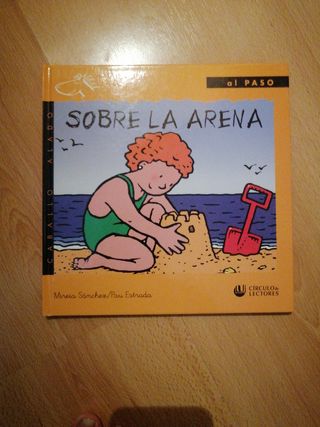 al PASO
SOBRE LA ARENA
CABALLO ALADO
Mireia Sánchez/Pau Estrada
CÍRCULO de
LECTORES